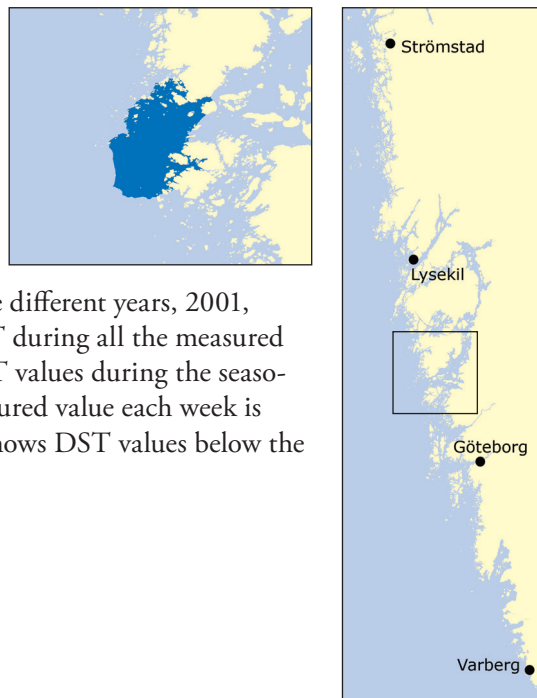 e different years, 2001,
T during all the measured
T values during the seaso-
ured value each week is
nows DST values below the
Strömstad
Lysekil
Göteborg
Varberg